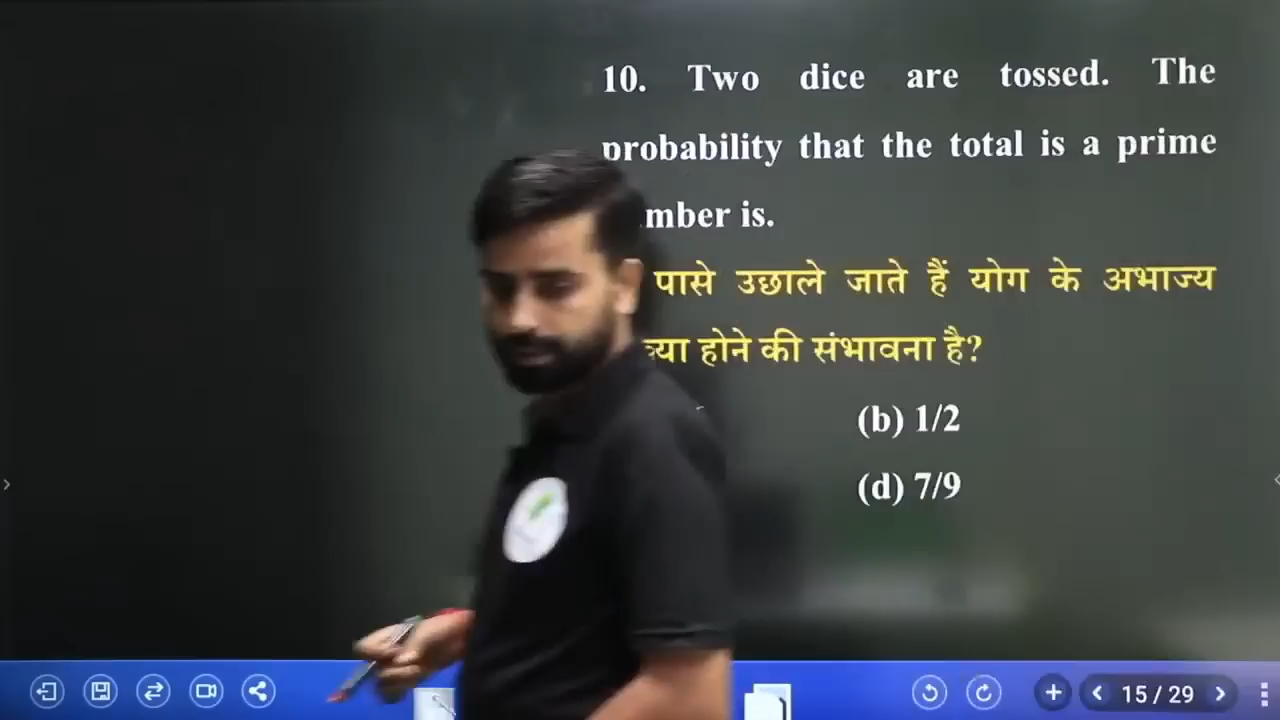 10. Two dice are tossed. The
probability that the total is a prime
mber is.
पासे उछाले जाते हैं योग के अभाज्य
होने की संभावना है?
(b) 1/2
(d) 7/9
15 / 29